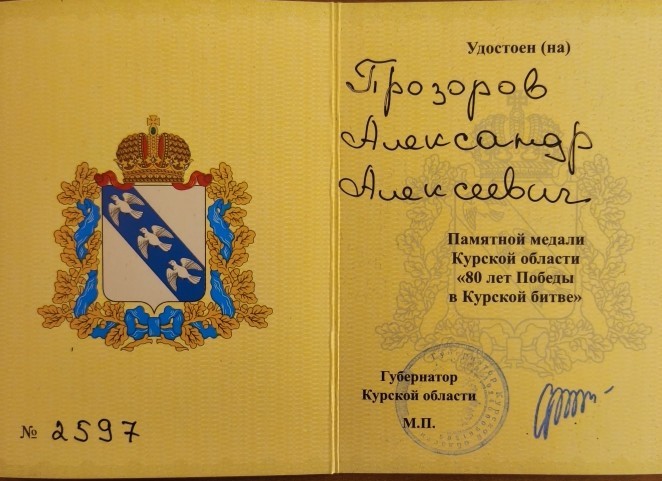 № 2597
Удостоен (на)
Прозоров
Александр
Алексеевич
Памятной медали
Курской области
«80 лет Победы
в Курской битве»
Губернатор
Курской области
М.П.